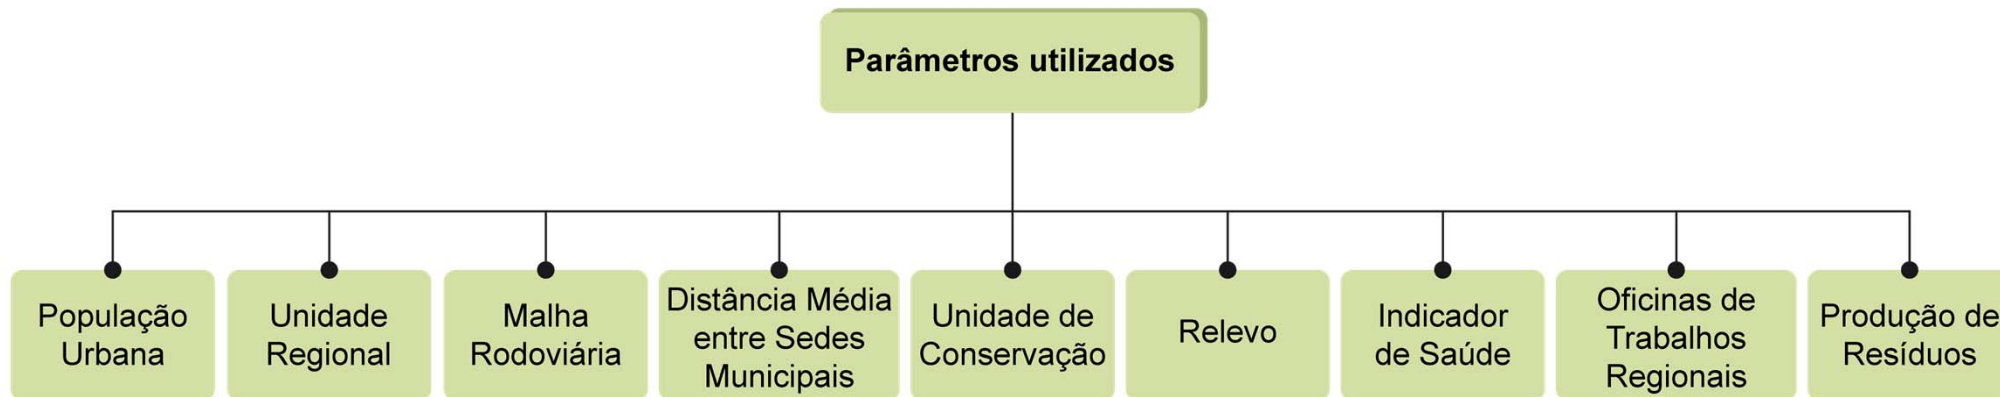 Parâmetros utilizados
População
Urbana
Unidade
Regional
Malha
Rodoviária
Distância Média
entre Sedes
Municipais
Unidade de
Conservação
Relevo
Indicador
de Saúde
Oficinas de
Trabalhos
Regionais
Produção de
Resíduos